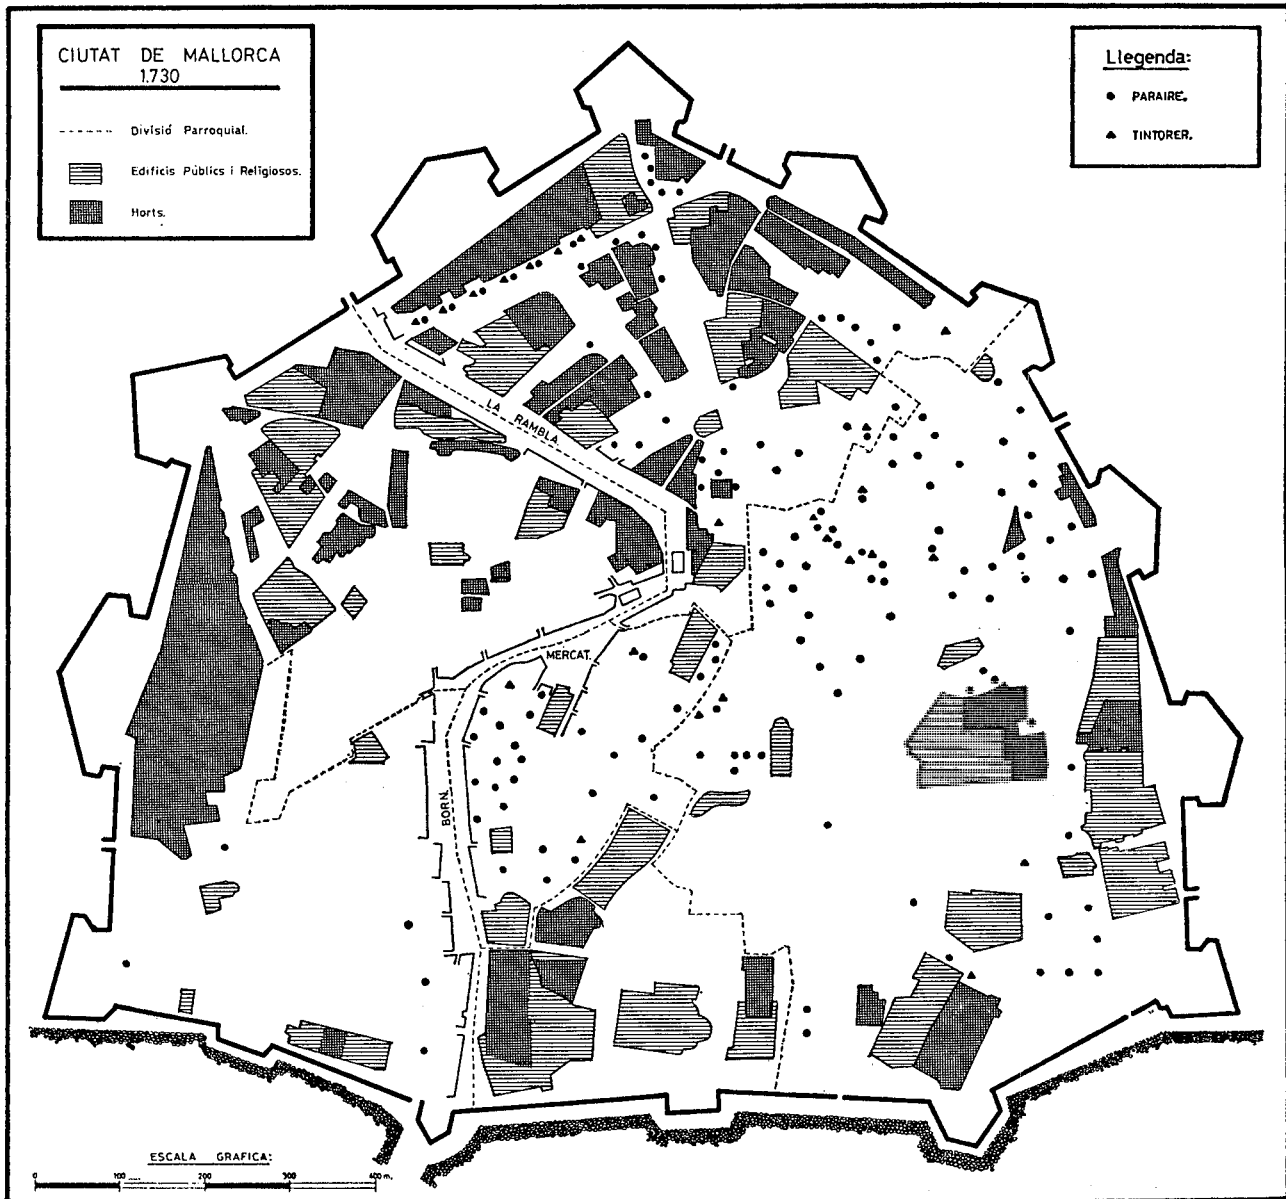 CIUTAT DE MALLORCA
1.730
Divisió Parroquial.
Edificis Públics i Religiosos.
Horts.
Llegenda:
PARAIRE.
TINTORER.
LA RAMBLA.
MERCAT.
BORN.
ESCALA GRAFICA:
0 100 200 300 400 m.